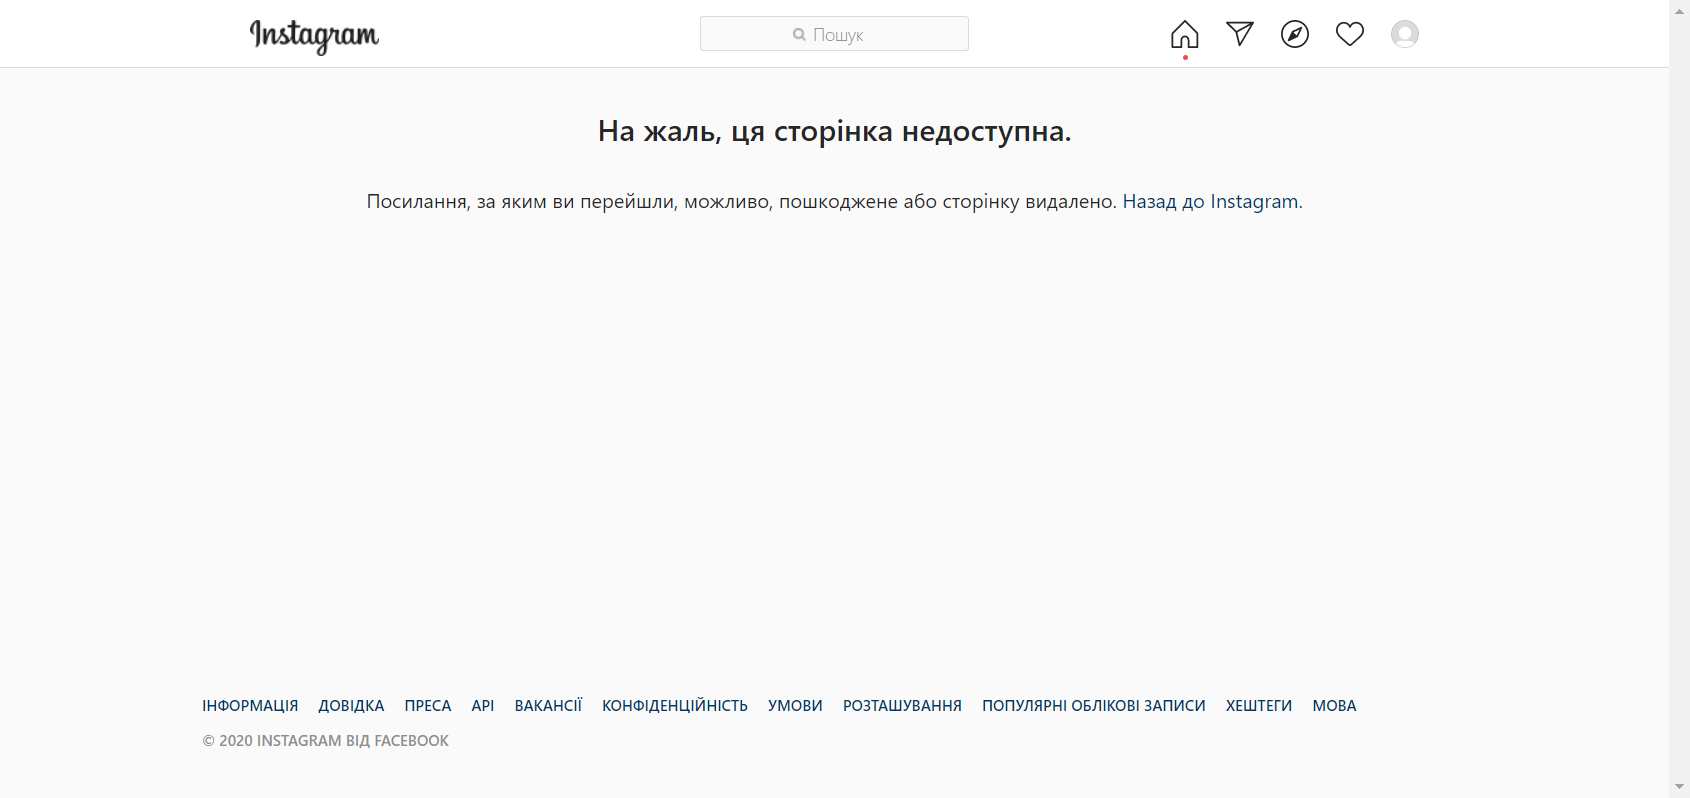 Instagram
Пошук
На жаль, ця сторінка недоступна.
Посилання, за яким ви перейшли, можливо, пошкоджене або сторінку видалено. Назад до Instagram.
ІНФОРМАЦІЯ ДОВІДКА ПРЕСА API ВАКАНСІЇ КОНФІДЕНЦІЙНІСТЬ УМОВИ РОЗТАШУВАННЯ ПОПУЛЯРНІ ОБЛІКОВІ ЗАПИСИ ХЕШТЕГИ МОВА
© 2020 INSTAGRAM ВІД FACEBOOK